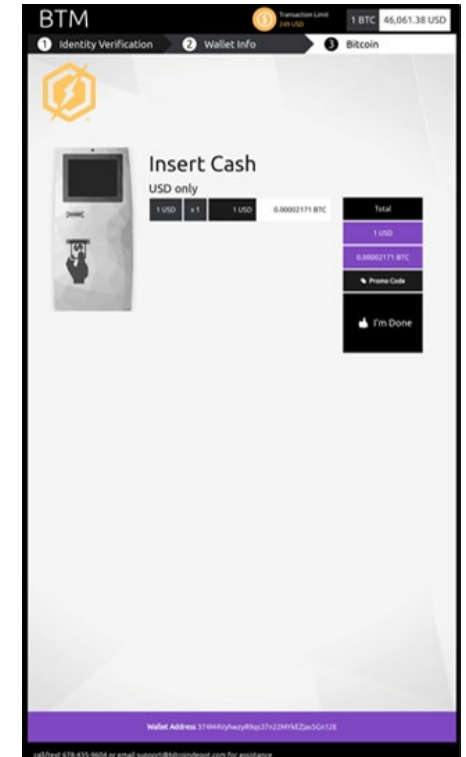 BTM
Transaction Limit
249 USD
1 BTC 46,061.38 USD
1 Identity Verification 2 Wallet Info 3 Bitcoin
Insert Cash
USD only
1 USD x 1 1 USD 0.00002171 BTC
Total
1 USD
0.00002171 BTC
Promo Code
I'm Done
Wallet Address
call/text 678-435-9604 or email support@bitcoindepot.com for assistance